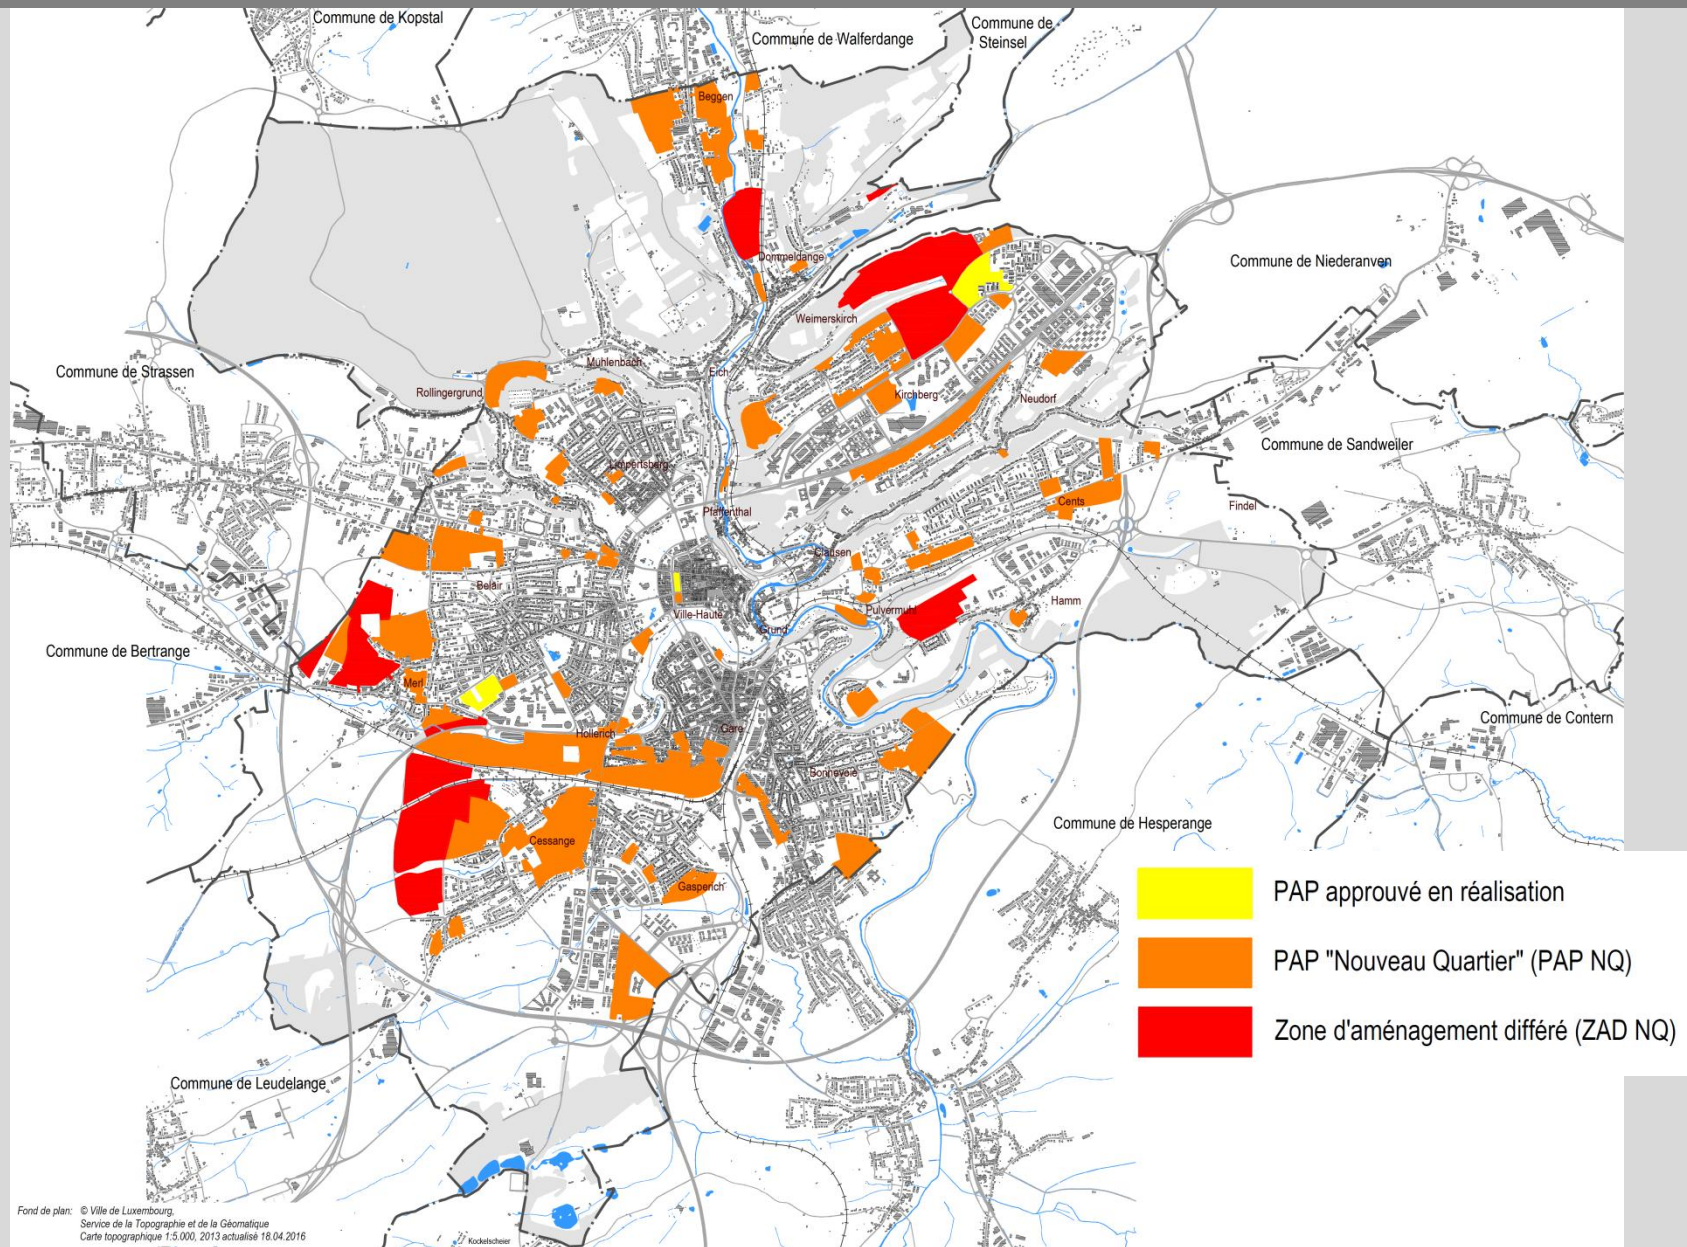 Commune de Kopstal
Commune de Walferdange
Commune de
Steinsel
Beggen
Dommeldange
Commune de Niederanven
Weimerskirch
Commune de Strassen
Muhlenbach
Eich
Rollingergrund
Kirchberg
Neudorf
Commune de Sandweiler
Limpertsberg
Cents
Findel
Pfaffenthal
Clausen
Belair
Ville-Haute
Pulvermuhl
Hamm
Grund
Commune de Bertrange
Merl
Commune de Contern
Hollerich
Gare
Bonnevoie
Commune de Hesperange
Cessange
Gasperich
PAP approuvé en réalisation
PAP "Nouveau Quartier" (PAP NQ)
Zone d'aménagement différé (ZAD NQ)
Commune de Leudelange
Fond de plan: © Ville de Luxembourg,
Service de la Topographie et de la Géomatique
Carte topographique 1:5.000, 2013 actualisé 18.04.2016
Kockelscheier